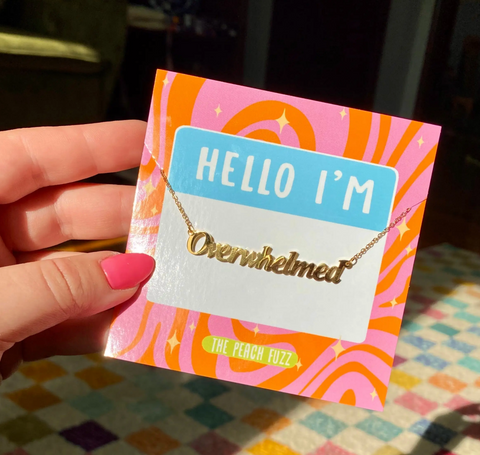 HELLO I'M
Overwhelmed
THE PEACH FUZZ